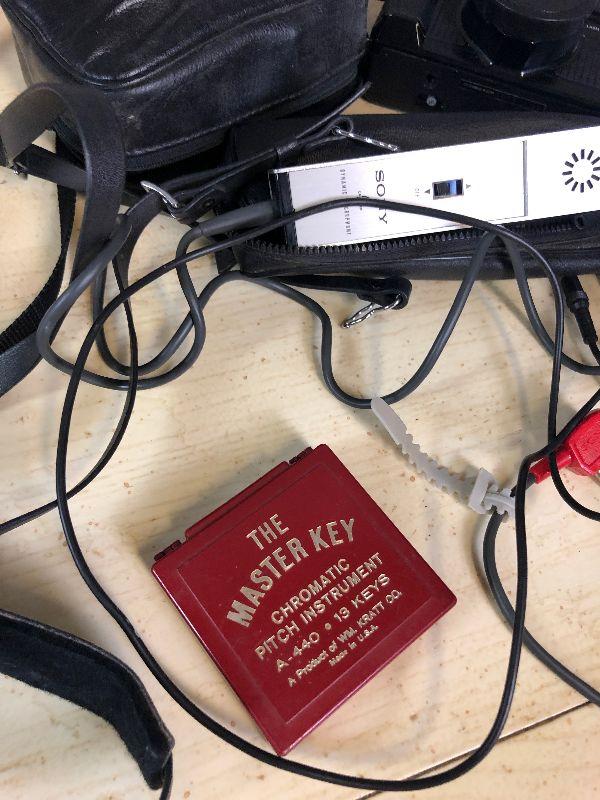 SONY
DYNAMIC MICROPHONE
THE
MASTER KEY
CHROMATIC
PITCH INSTRUMENT
A-440 • 13 KEYS
A Product of WM. KRATT CO.
Made in U.S.A.